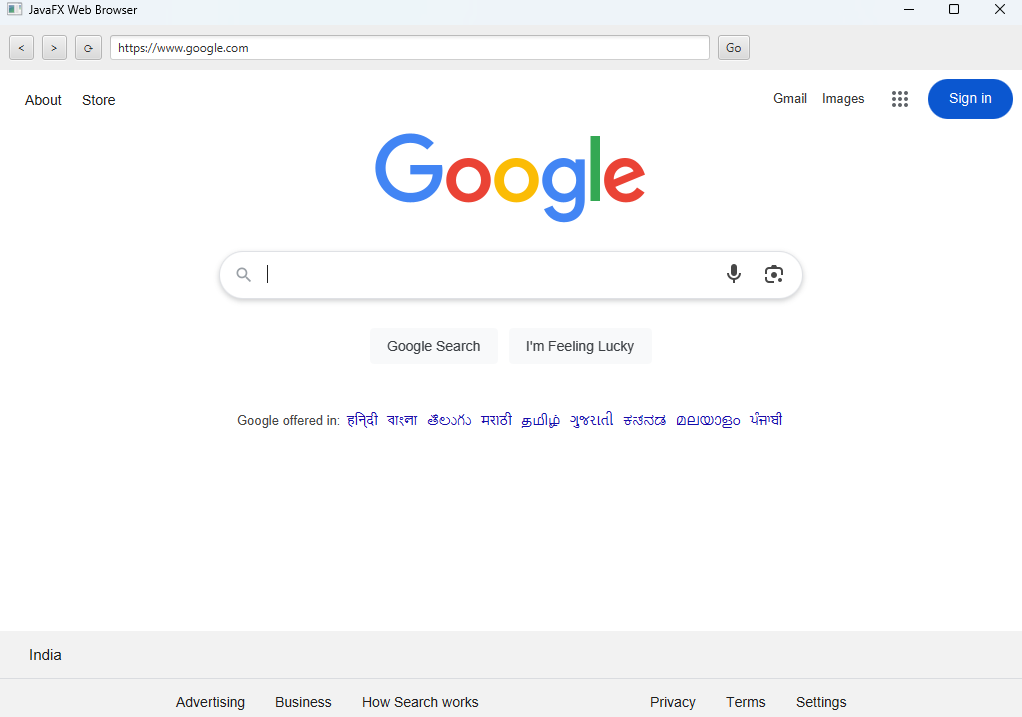 JavaFX Web Browser
< > ⟳ https://www.google.com Go
About Store Gmail Images Sign in
Google
Google Search I'm Feeling Lucky
Google offered in: हिन्दी বাংলা తెలుగు मराठी தமிழ் ગુજરાતી ಕನ್ನಡ മലയാളം ਪੰਜਾਬੀ
India
Advertising Business How Search works Privacy Terms Settings